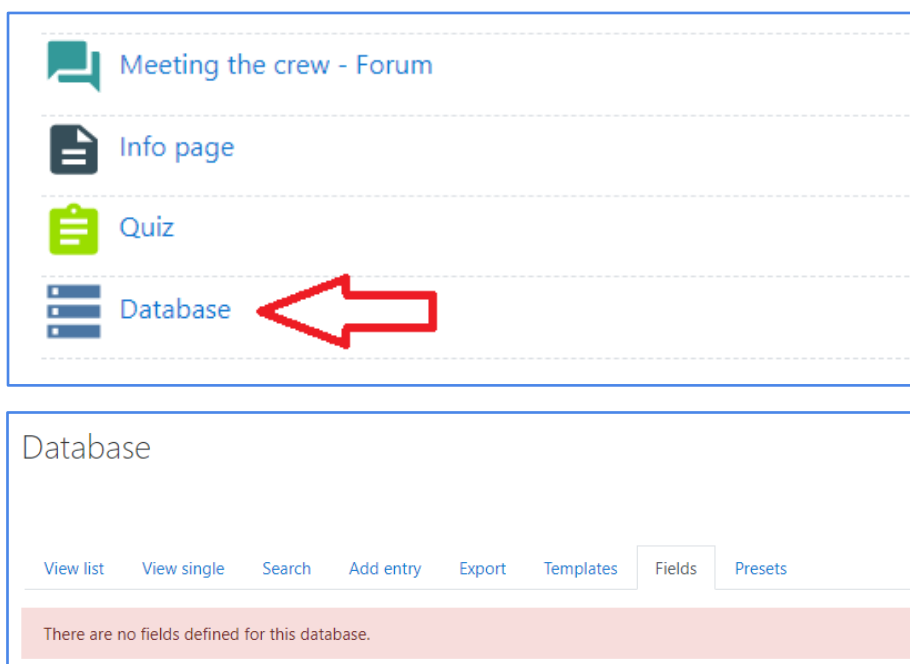 Meeting the crew - Forum
Info page
Quiz
Database
Database
View list View single Search Add entry Export Templates Fields Presets
There are no fields defined for this database.